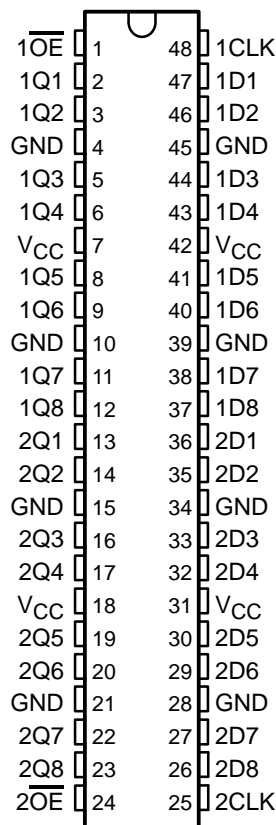 1O̅E̅ 1 48 1CLK
1Q1 2 47 1D1
1Q2 3 46 1D2
GND 4 45 GND
1Q3 5 44 1D3
1Q4 6 43 1D4
VCC 7 42 VCC
1Q5 8 41 1D5
1Q6 9 40 1D6
GND 10 39 GND
1Q7 11 38 1D7
1Q8 12 37 1D8
2Q1 13 36 2D1
2Q2 14 35 2D2
GND 15 34 GND
2Q3 16 33 2D3
2Q4 17 32 2D4
VCC 18 31 VCC
2Q5 19 30 2D5
2Q6 20 29 2D6
GND 21 28 GND
2Q7 22 27 2D7
2Q8 23 26 2D8
2O̅E̅ 24 25 2CLK